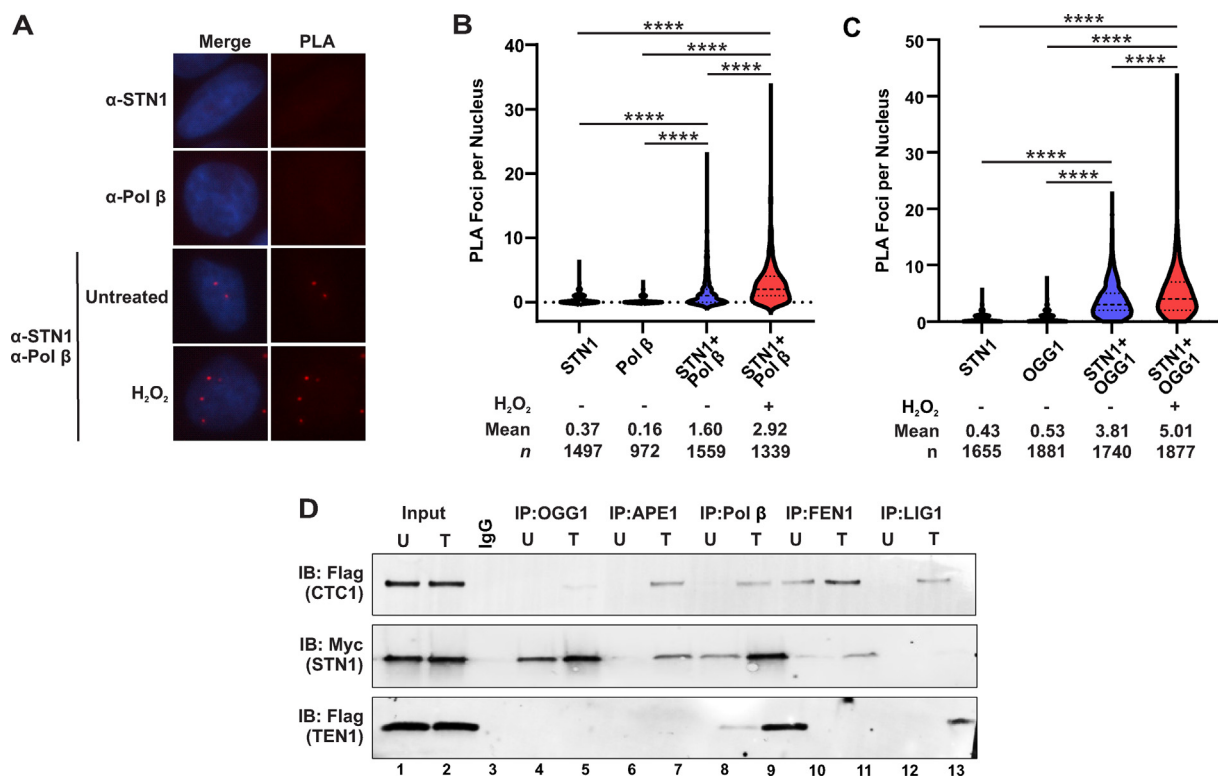 A
Merge PLA
α-STN1
α-Pol β
Untreated
α-STN1
α-Pol β
H₂O₂
B
PLA Foci per Nucleus
40
30
20
10
0
**** 
****
****
****
****
STN1 Pol β STN1+ Pol β STN1+ Pol β
H₂O₂ - - - +
Mean 0.37 0.16 1.60 2.92
n 1497 972 1559 1339
C
PLA Foci per Nucleus
50
40
30
20
10
0
****
****
****
****
****
STN1 OGG1 STN1+ OGG1 STN1+ OGG1
H₂O₂ - - - +
Mean 0.43 0.53 3.81 5.01
n 1655 1881 1740 1877
D
Input IgG IP:OGG1 IP:APE1 IP:Pol β IP:FEN1 IP:LIG1
U T U T U T U T U T U T
IB: Flag
(CTC1)
IB: Myc
(STN1)
IB: Flag
(TEN1)
1 2 3 4 5 6 7 8 9 10 11 12 13